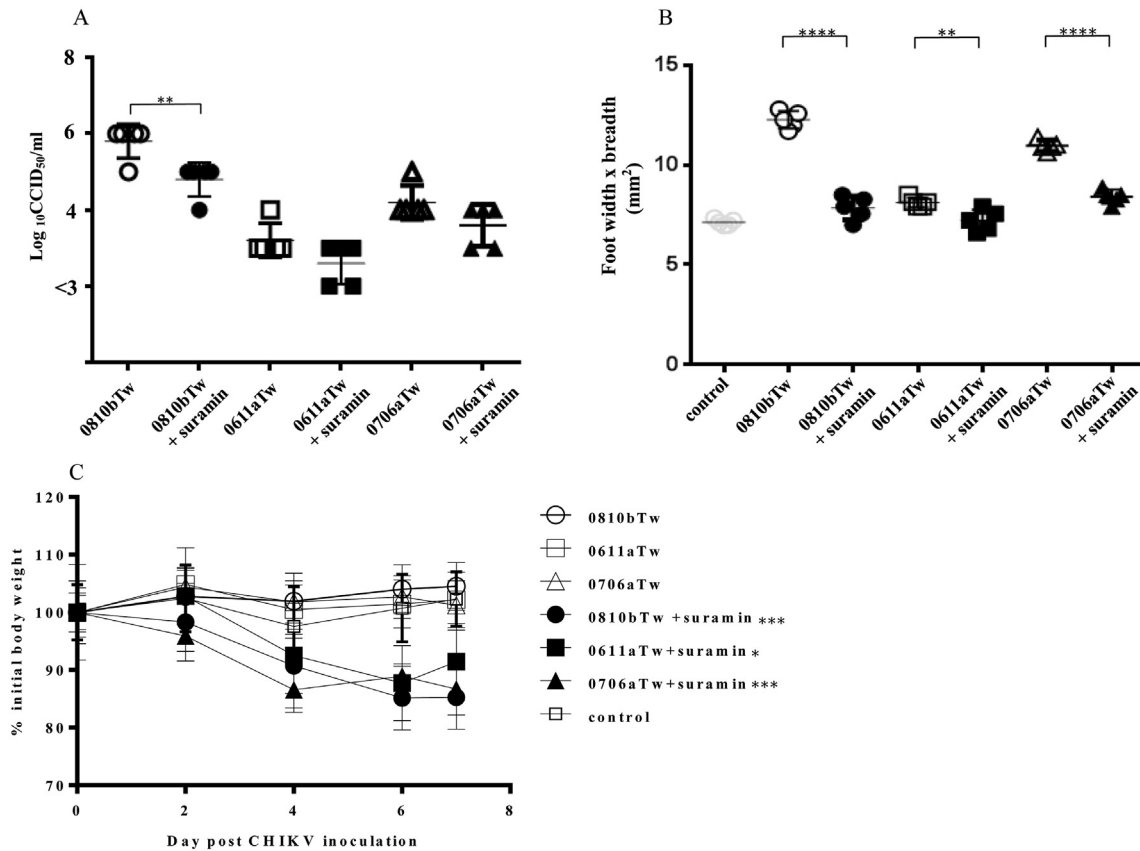 A
8
6
4
<3
Log 10CCID50/ml
**
0810bTw
0810bTw + suramin
0611aTw
0611aTw + suramin
0706aTw
0706aTw + suramin
B
15
10
5
0
Foot width x breadth (mm2)
****
**
****
control
0810bTw
0810bTw + suramin
0611aTw
0611aTw + suramin
0706aTw
0706aTw + suramin
C
120
110
100
90
80
70
% initial body weight
0
2
4
6
8
Day post CHIKV inoculation
0810bTw
0611aTw
0706aTw
0810bTw +suramin ***
0611aTw+suramin *
0706aTw+suramin ***
control